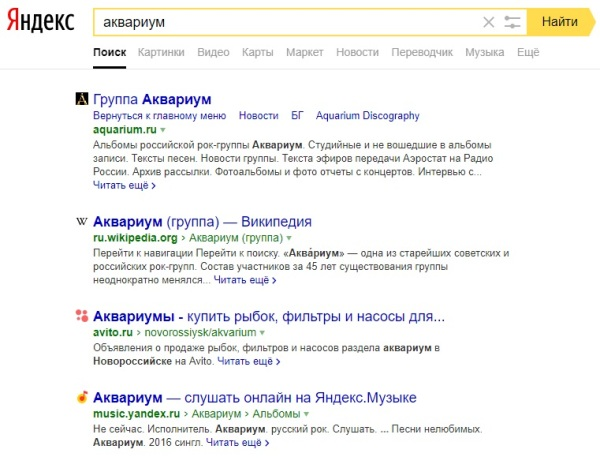 Яндекс
аквариум
Найти
Поиск Картинки Видео Карты Маркет Новости Переводчик Музыка Ещё
Группа Аквариум
Вернуться к главному меню Новости БГ Aquarium Discography
aquarium.ru
Альбомы российской рок-группы Аквариум. Студийные и не вошедшие в альбомы
записи. Тексты песен. Новости группы. Текста эфиров передачи Аэростат на Радио
России. Архив рассылки. Фотоальбомы и фото отчеты с концертов. Интервью с...
Читать ещё >
W Аквариум (группа) — Википедия
ru.wikipedia.org > Аквариум (группа)
Перейти к навигации Перейти к поиску. «Аква́риум» — одна из старейших советских и
российских рок-групп. Состав участников за 45 лет существования группы
неоднократно менялся... Читать ещё >
Аквариумы - купить рыбок, фильтры и насосы для...
avito.ru > novorossiysk/akvarium
Объявления о продаже рыбок, фильтров и насосов раздела аквариум в
Новороссийске на Avito. Читать ещё >
Аквариум — слушать онлайн на Яндекс.Музыке
music.yandex.ru > Аквариум > Альбомы
Не сейчас. Исполнитель. Аквариум. русский рок. Слушать. ... Песни нелюбимых.
Аквариум. 2016 сингл. Читать ещё >